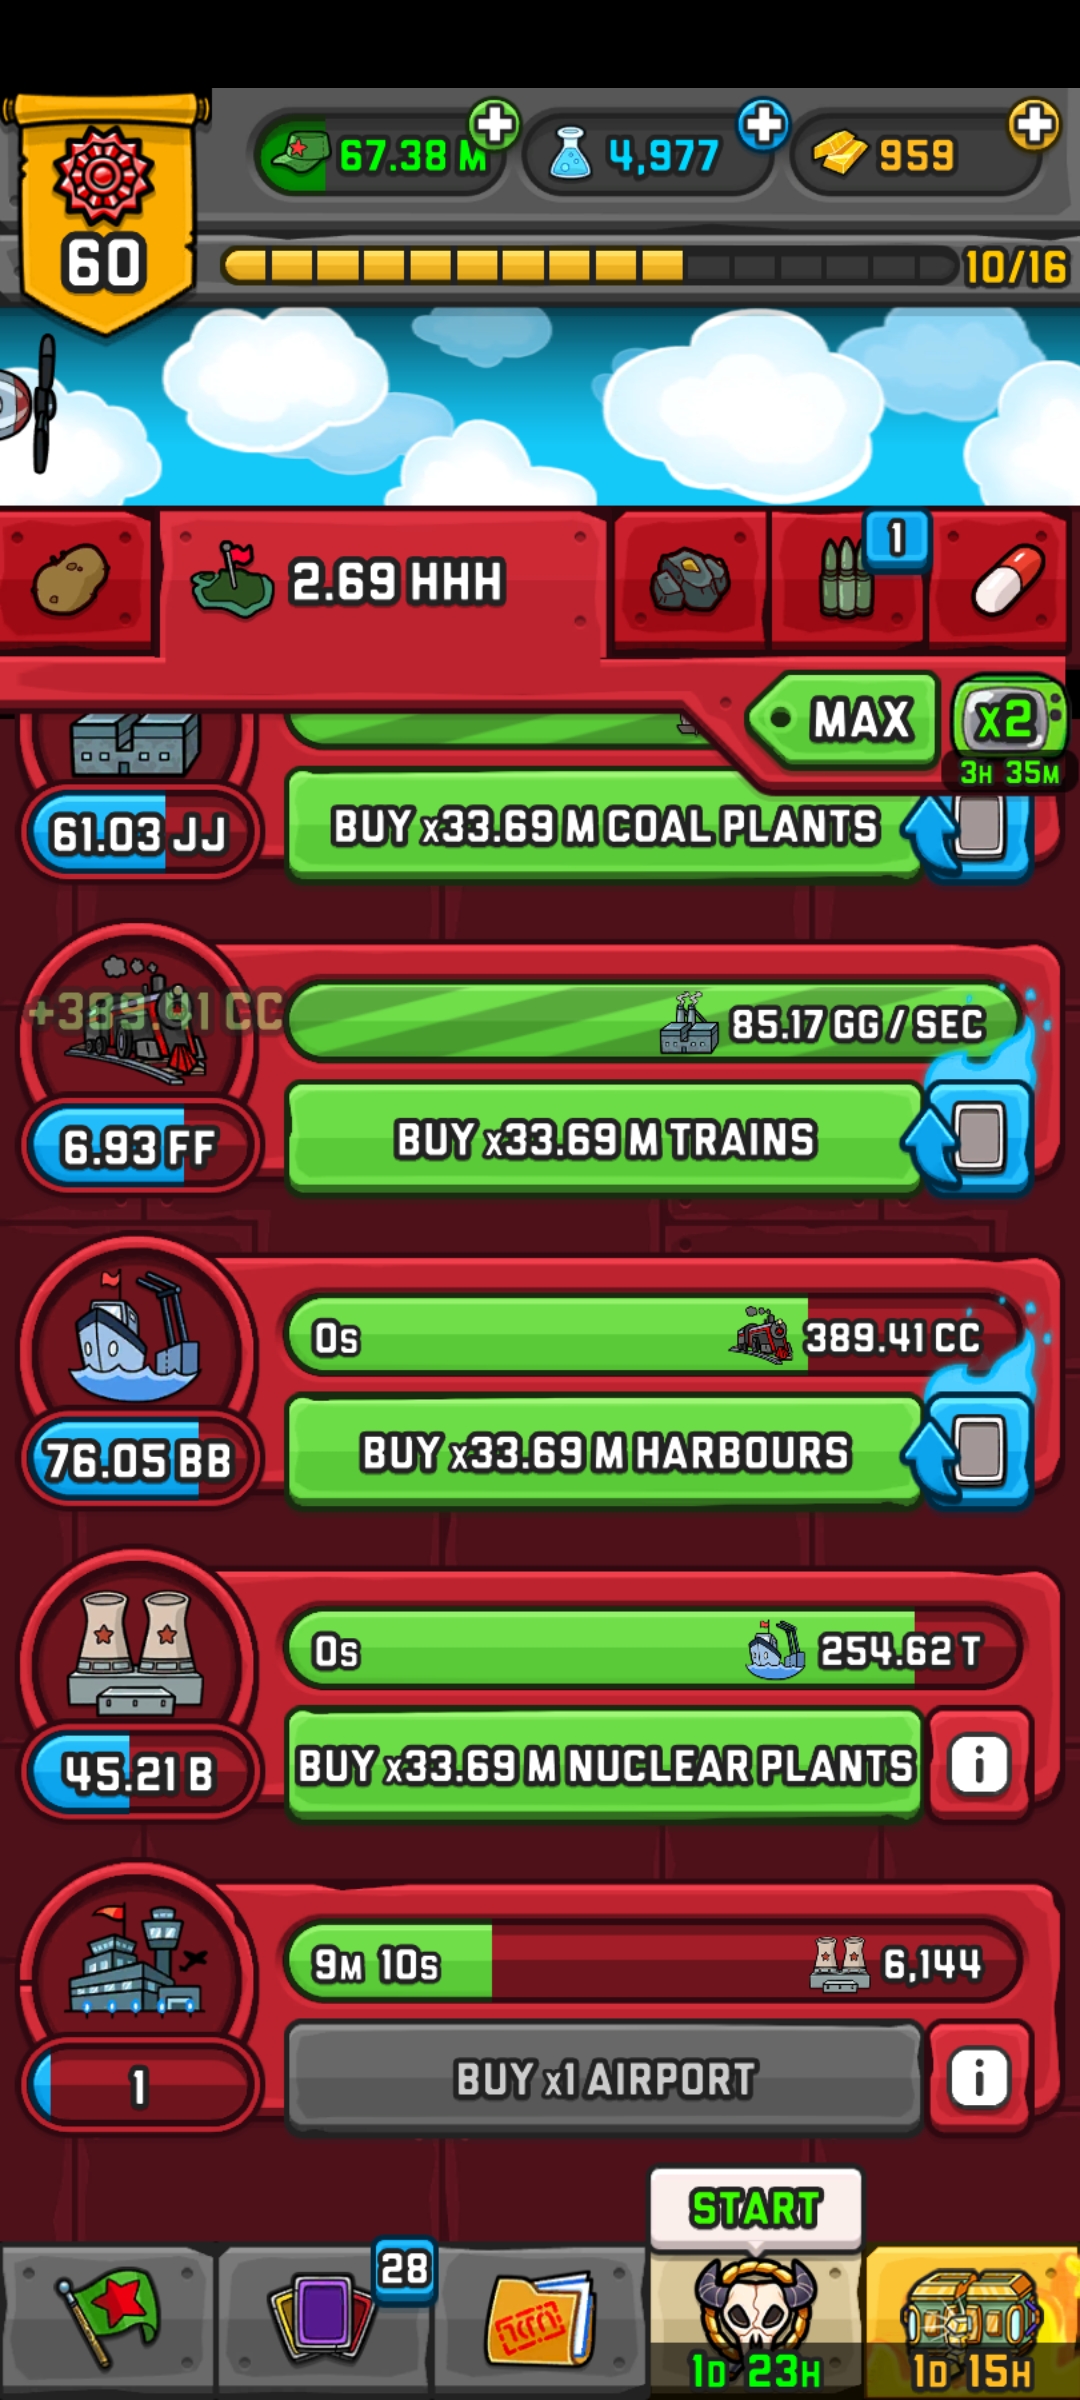 67.38 M
4,977
959
60
10/16
2.69 HHH
1
MAX
x2
3H 35M
61.03 JJ
BUY x33.69 M COAL PLANTS
+389.41 CC
85.17 GG / SEC
6.93 FF
BUY x33.69 M TRAINS
0s
389.41 CC
76.05 BB
BUY x33.69 M HARBOURS
0s
254.62 T
45.21 B
BUY x33.69 M NUCLEAR PLANTS
i
9M 10s
6,144
1
BUY x1 AIRPORT
i
START
28
1D 23H
1D 15H